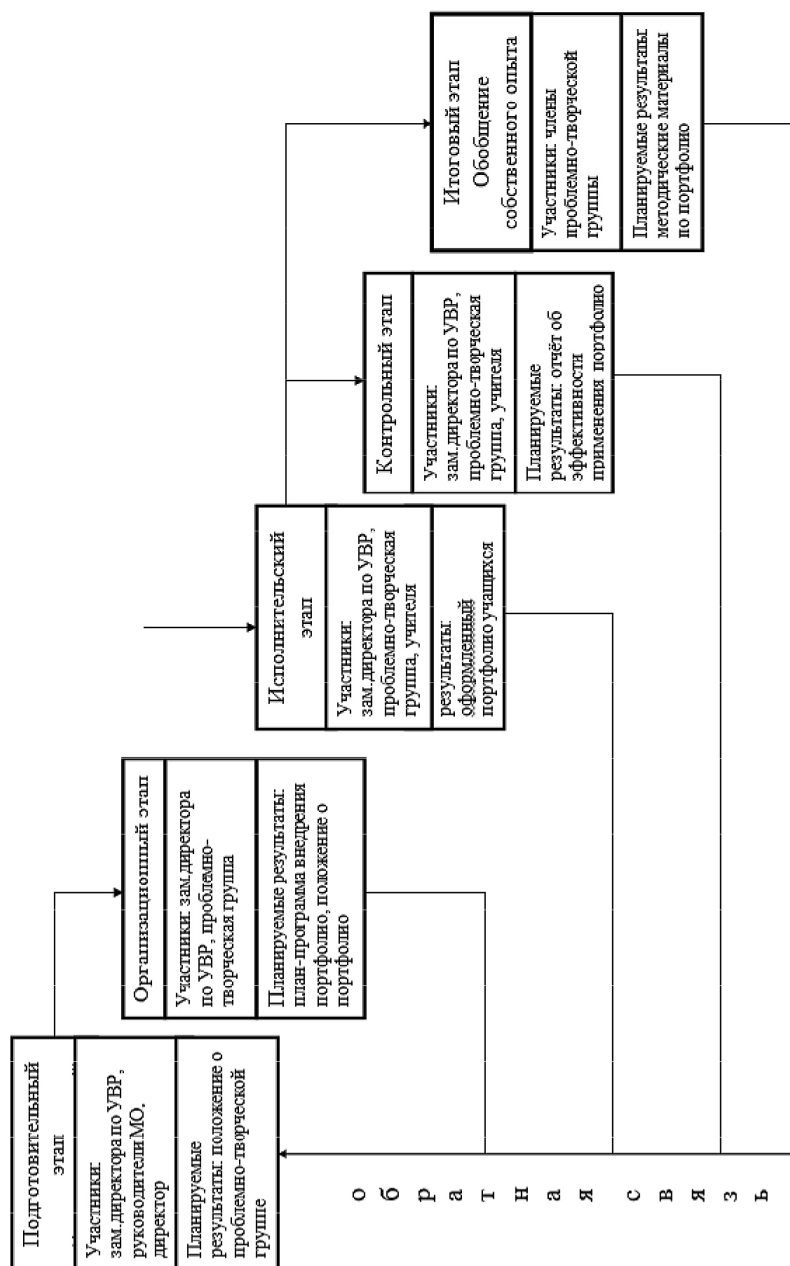 Подготовительный
этап
Участники:
зам.директора по УВР,
руководители МО.
директор
Планируемые
результаты: положение о
проблемно-творческой
группе
Организационный этап
Участники: зам.директора
по УВР, проблемно-
творческая группа
Планируемые результаты:
план-программа внедрения
портфолио, положение о
портфолио
Исполнительский
этап
Участники:
зам.директора по УВР,
проблемно-творческая
группа, учителя
результаты:
оформленный
портфолио учащихся
Контрольный этап
Участники:
зам.директора по УВР,
проблемно-творческая
группа, учителя
Планируемые
результаты: отчёт об
эффективности
применения портфолио
Итоговый этап
Обобщение
собственного опыта
Участники: члены
проблемно-творческой
группы
Планируемые результаты:
методические материалы
по портфолио
обратная связь